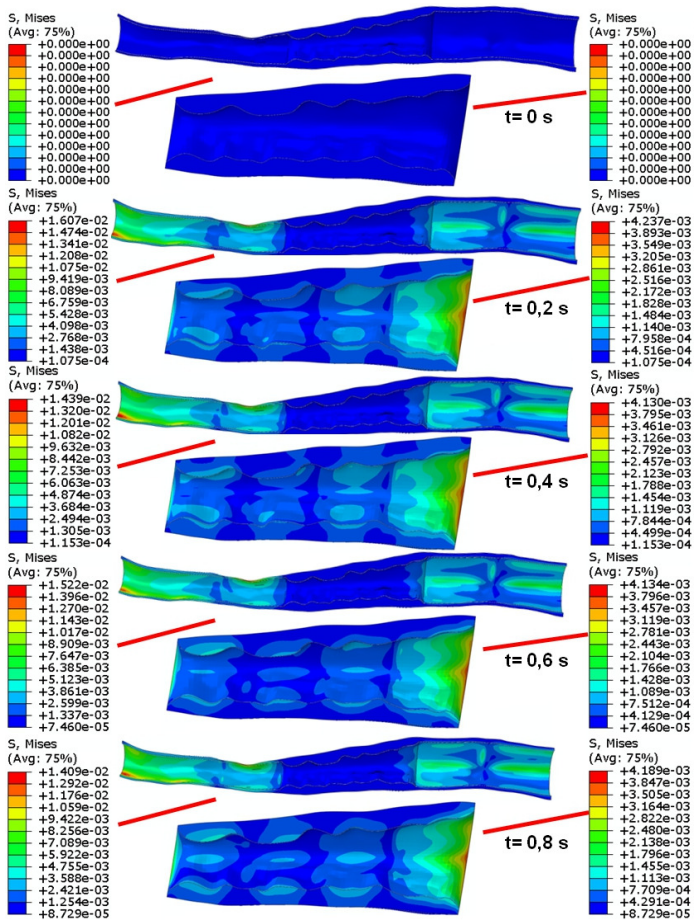 S, Mises
(Avg: 75%)
+0.000e+00
+0.000e+00
+0.000e+00
+0.000e+00
+0.000e+00
+0.000e+00
+0.000e+00
+0.000e+00
+0.000e+00
+0.000e+00
+0.000e+00
+0.000e+00
+0.000e+00
t= 0 s
S, Mises
(Avg: 75%)
+0.000e+00
+0.000e+00
+0.000e+00
+0.000e+00
+0.000e+00
+0.000e+00
+0.000e+00
+0.000e+00
+0.000e+00
+0.000e+00
+0.000e+00
+0.000e+00
+0.000e+00
S, Mises
(Avg: 75%)
+1.607e-02
+1.474e-02
+1.341e-02
+1.208e-02
+1.075e-02
+9.419e-03
+8.089e-03
+6.759e-03
+5.428e-03
+4.098e-03
+2.768e-03
+1.438e-03
+1.075e-04
t= 0,2 s
S, Mises
(Avg: 75%)
+4.237e-03
+3.893e-03
+3.549e-03
+3.205e-03
+2.861e-03
+2.516e-03
+2.172e-03
+1.828e-03
+1.484e-03
+1.140e-03
+7.958e-04
+4.516e-04
+1.075e-04
S, Mises
(Avg: 75%)
+1.439e-02
+1.320e-02
+1.201e-02
+1.082e-02
+9.632e-03
+8.442e-03
+7.253e-03
+6.063e-03
+4.874e-03
+3.684e-03
+2.494e-03
+1.305e-03
+1.153e-04
t= 0,4 s
S, Mises
(Avg: 75%)
+4.130e-03
+3.795e-03
+3.461e-03
+3.126e-03
+2.792e-03
+2.457e-03
+2.123e-03
+1.788e-03
+1.454e-03
+1.119e-03
+7.844e-04
+4.499e-04
+1.153e-04
S, Mises
(Avg: 75%)
+1.522e-02
+1.396e-02
+1.270e-02
+1.143e-02
+1.017e-02
+8.909e-03
+7.647e-03
+6.385e-03
+5.123e-03
+3.861e-03
+2.599e-03
+1.337e-03
+7.460e-05
t= 0,6 s
S, Mises
(Avg: 75%)
+4.134e-03
+3.796e-03
+3.457e-03
+3.119e-03
+2.781e-03
+2.443e-03
+2.104e-03
+1.766e-03
+1.428e-03
+1.089e-03
+7.512e-04
+4.129e-04
+7.460e-05
S, Mises
(Avg: 75%)
+1.409e-02
+1.292e-02
+1.176e-02
+1.059e-02
+9.422e-03
+8.256e-03
+7.089e-03
+5.922e-03
+4.755e-03
+3.588e-03
+2.421e-03
+1.254e-03
+8.729e-05
t= 0,8 s
S, Mises
(Avg: 75%)
+4.189e-03
+3.847e-03
+3.505e-03
+3.164e-03
+2.822e-03
+2.480e-03
+2.138e-03
+1.796e-03
+1.455e-03
+1.113e-03
+7.709e-04
+4.291e-04
+8.729e-05